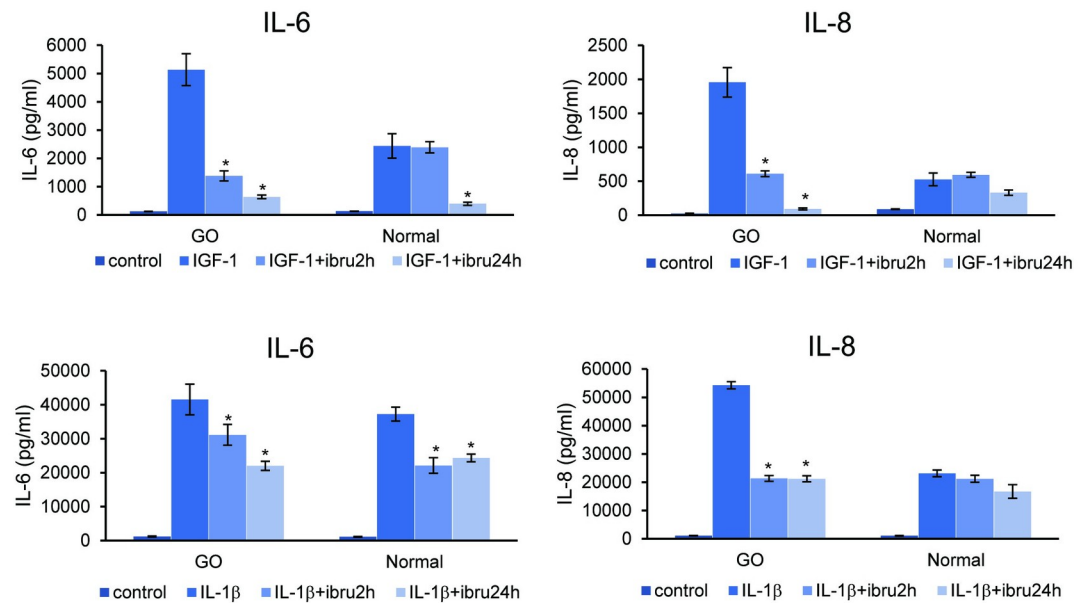 IL-6
6000
5000
4000
3000
2000
1000
0
IL-6 (pg/ml)
*
*
*
GO
Normal
control IGF-1 IGF-1+ibru2h IGF-1+ibru24h
IL-8
2500
2000
1500
1000
500
0
IL-8 (pg/ml)
*
*
GO
Normal
control IGF-1 IGF-1+ibru2h IGF-1+ibru24h
IL-6
50000
40000
30000
20000
10000
0
IL-6 (pg/ml)
*
*
*
*
GO
Normal
control IL-1β IL-1β+ibru2h IL-1β+ibru24h
IL-8
60000
50000
40000
30000
20000
10000
0
IL-8 (pg/ml)
*
*
GO
Normal
control IL-1β IL-1β+ibru2h IL-1β+ibru24h